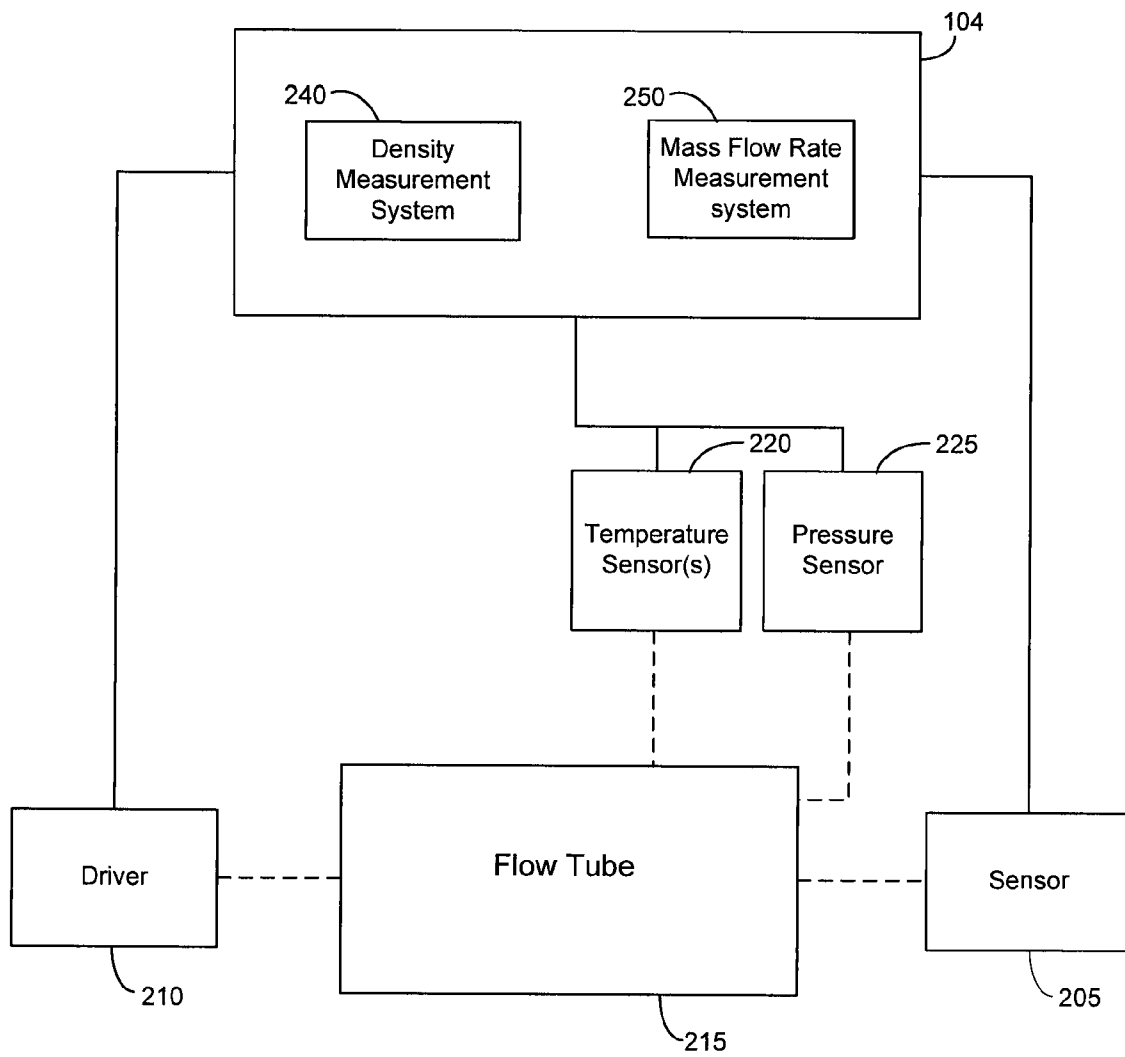 104
240
250
Density
Measurement
System
Mass Flow Rate
Measurement
system
220
225
Temperature
Sensor(s)
Pressure
Sensor
Driver
Flow Tube
Sensor
210
215
205